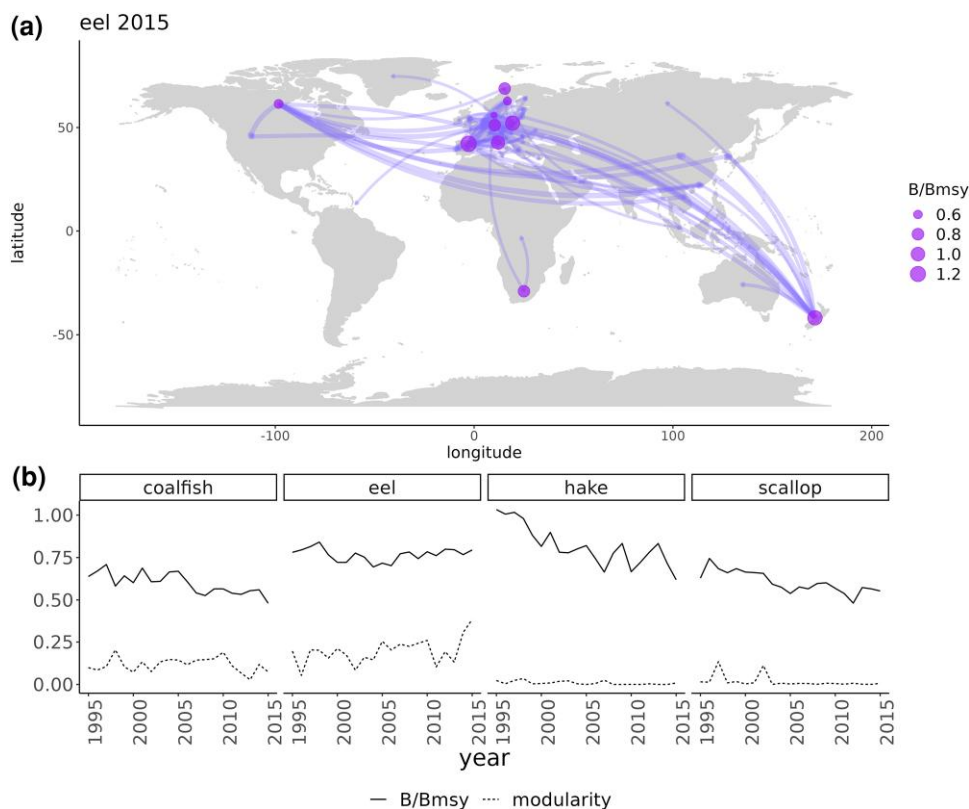 (a)
eel 2015
latitude
50
0
-50
-100
0
100
200
longitude
B/Bmsy
0.6
0.8
1.0
1.2
(b)
coalfish eel hake scallop
1.00
0.75
0.50
0.25
0.00
1995 2000 2005 2010 2015 1995 2000 2005 2010 2015 1995 2000 2005 2010 2015 1995 2000 2005 2010 2015
year
B/Bmsy modularity